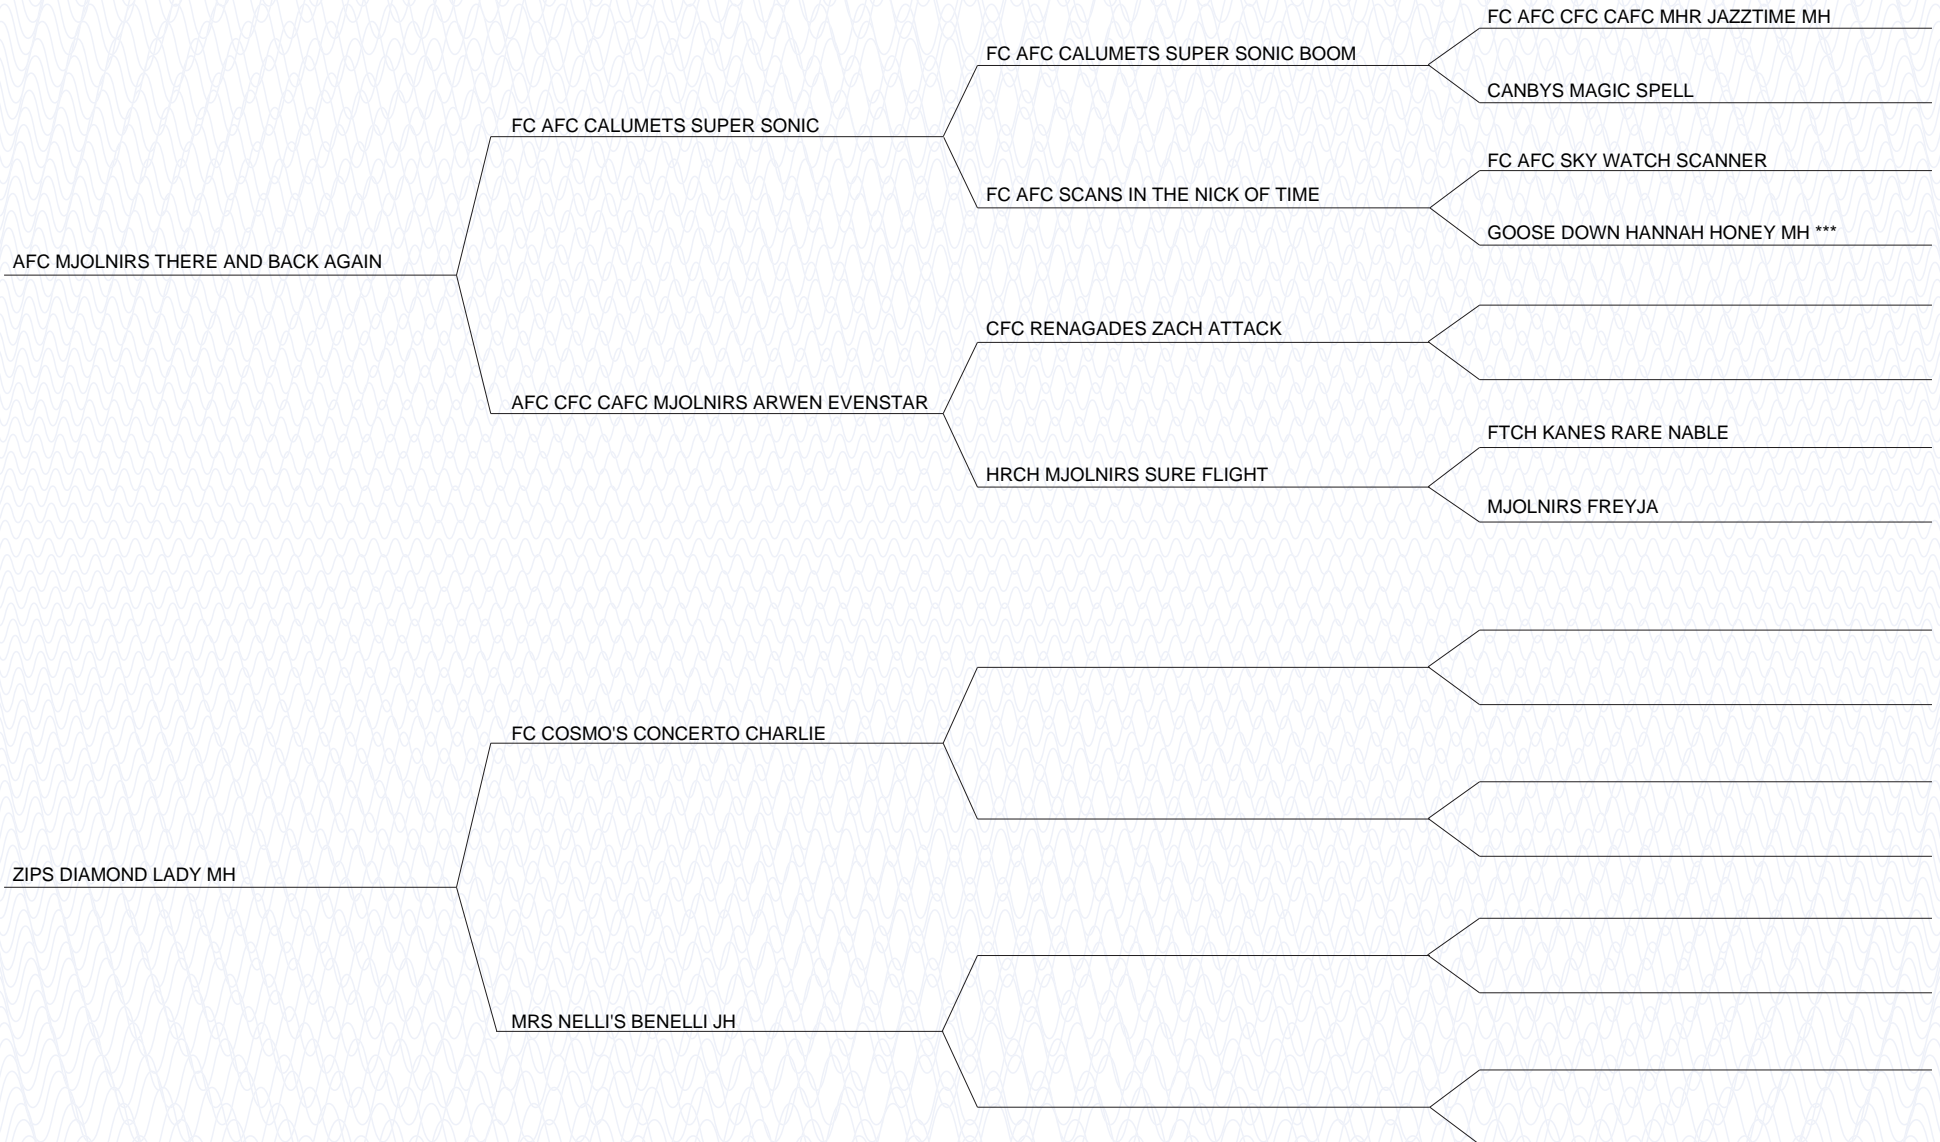 FC AFC CFC CAFC MHR JAZZTIME MH
FC AFC CALUMETS SUPER SONIC BOOM
CANBYS MAGIC SPELL
FC AFC CALUMETS SUPER SONIC
FC AFC SKY WATCH SCANNER
FC AFC SCANS IN THE NICK OF TIME
GOOSE DOWN HANNAH HONEY MH ***
AFC MJOLNIRS THERE AND BACK AGAIN
CFC RENAGADES ZACH ATTACK
AFC CFC CAFC MJOLNIRS ARWEN EVENSTAR
FTCH KANES RARE NABLE
HRCH MJOLNIRS SURE FLIGHT
MJOLNIRS FREYJA
FC COSMO'S CONCERTO CHARLIE
ZIPS DIAMOND LADY MH
MRS NELLI'S BENELLI JH